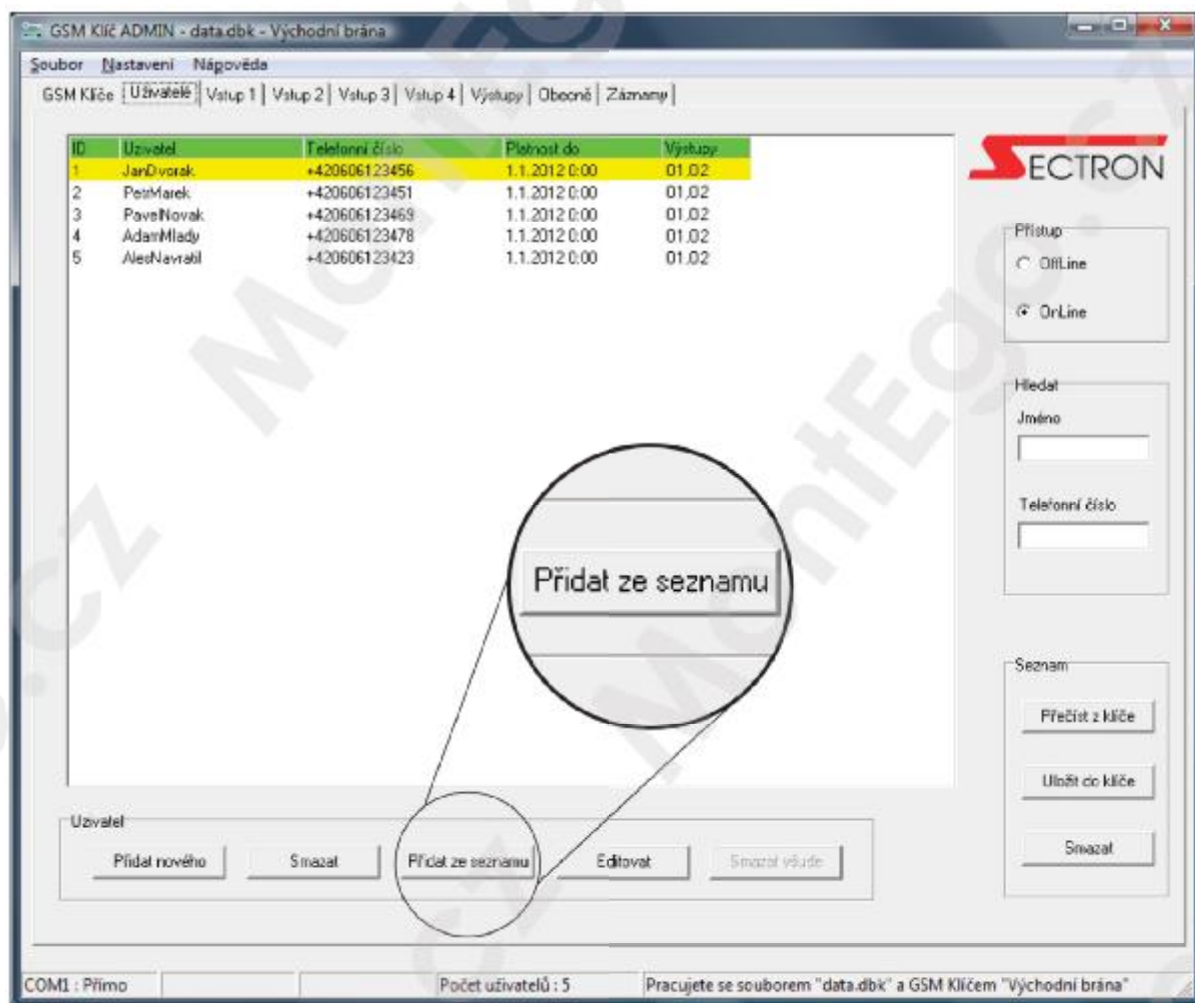 GSM Klíč ADMIN - data.dbk - Východní brána
Soubor Nastavení Nápověda
GSM Klíče Uživatelé Vstup 1 Vstup 2 Vstup 3 Vstup 4 Výstupy Obecně Záznamy
ID Uzivatel Telefonní číslo Platnost do Výstupy
1 JanDvorak +420606123456 1.1.2012 0:00 01,02
2 PetrMarek +420606123451 1.1.2012 0:00 01,02
3 PavelNovak +420606123469 1.1.2012 0:00 01,02
4 AdamMlady +420606123478 1.1.2012 0:00 01,02
5 AlesNavratil +420606123423 1.1.2012 0:00 01,02
SECTRON
Přístup
OffLine
OnLine
Hledat
Jméno
Telefonní číslo
Přidat ze seznamu
Seznam
Přečíst z klíče
Uložit do klíče
Smazat
Uzivatel
Přidat nového Smazat Přidat ze seznamu Editovat Smazat všude
COM1 : Přímo Počet uživatelů : 5 Pracujete se souborem "data.dbk" a GSM Klíčem "Východní brána"
MontEgo.cz
MontEgo.cz